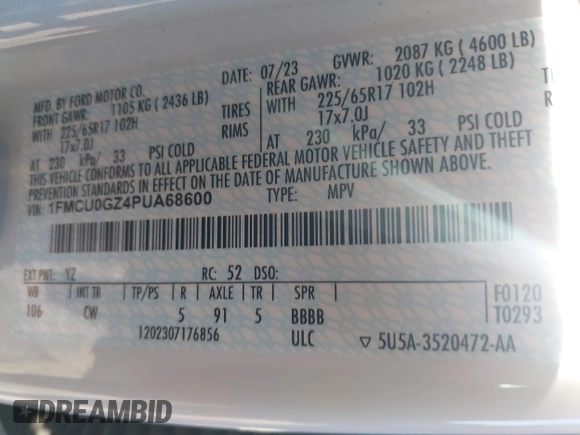 MFD. BY FORD MOTOR CO.
DATE: 07/23 GVWR: 2087 KG ( 4600 LB)
FRONT GAWR: 1105 KG ( 2436 LB) REAR GAWR: 1020 KG ( 2248 LB)
WITH 225/65R17 102H TIRES WITH 225/65R17 102H
17x7.0J RIMS 17x7.0J
AT 230 kPa/ 33 PSI COLD AT 230 kPa/ 33 PSI COLD
THIS VEHICLE CONFORMS TO ALL APPLICABLE FEDERAL MOTOR VEHICLE SAFETY AND THEFT
PREVENTION STANDARDS IN EFFECT ON THE DATE OF MANUFACTURE SHOWN ABOVE.
VIN: 1FMCU0GZ4PUA68600 TYPE: MPV
EXT PNT: YZ RC: 52 DSO:
WB INT TR TP/PS R AXLE TR SPR
106 CW 5 91 5 BBBB
1202307176856 ULC
F0120
T0293
▽ 5U5A-3520472-AA
DREAMBID